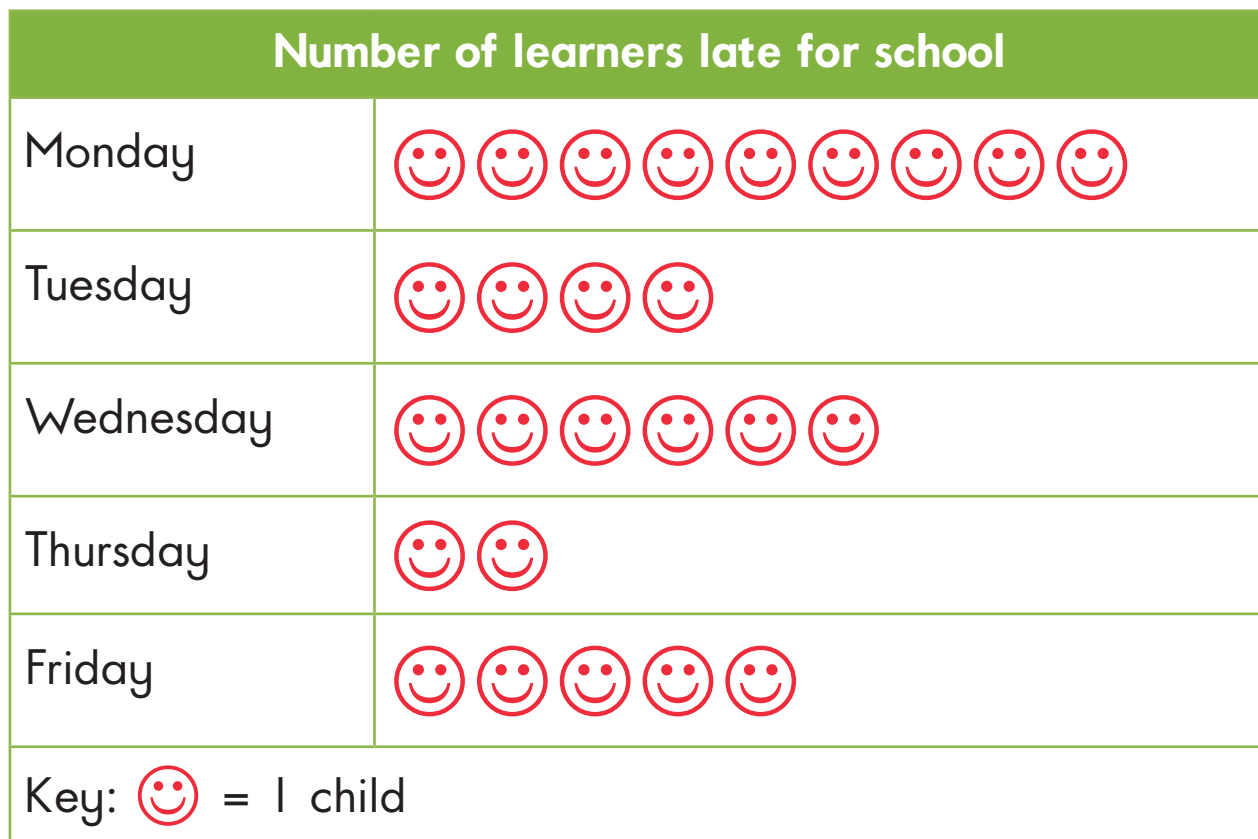 Number of learners late for school
Monday
Tuesday
Wednesday
Thursday
Friday
Key: = 1 child